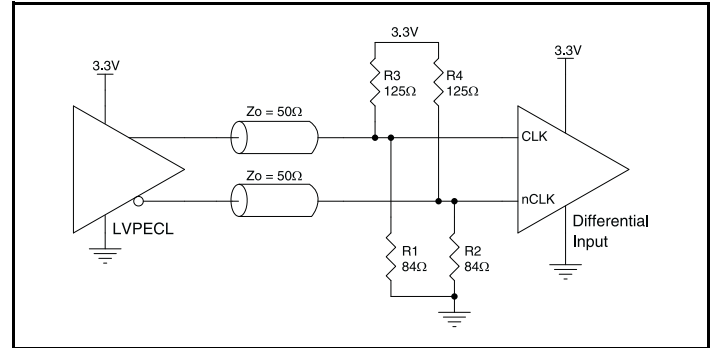 3.3V
3.3V
3.3V
R3
125Ω
R4
125Ω
Zo = 50Ω
CLK
Zo = 50Ω
nCLK
LVPECL
Differential
Input
R1
84Ω
R2
84Ω